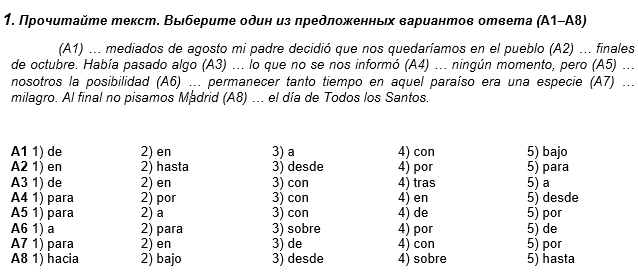 1. Прочитайте текст. Выберите один из предложенных вариантов ответа (А1–А8)
(A1) … mediados de agosto mi padre decidió que nos quedaríamos en el pueblo (A2) … finales
de octubre. Había pasado algo (A3) … lo que no se nos informó (A4) … ningún momento, pero (A5) …
nosotros la posibilidad (A6) … permanecer tanto tiempo en aquel paraíso era una especie (A7) …
milagro. Al final no pisamos Madrid (A8) … el día de Todos los Santos.
A1 1) de 2) en 3) a 4) con 5) bajo
A2 1) en 2) hasta 3) desde 4) por 5) para
A3 1) de 2) en 3) con 4) tras 5) a
A4 1) para 2) por 3) con 4) en 5) desde
A5 1) para 2) a 3) con 4) de 5) por
A6 1) a 2) para 3) sobre 4) por 5) de
A7 1) para 2) en 3) de 4) con 5) por
A8 1) hacia 2) bajo 3) desde 4) sobre 5) hasta